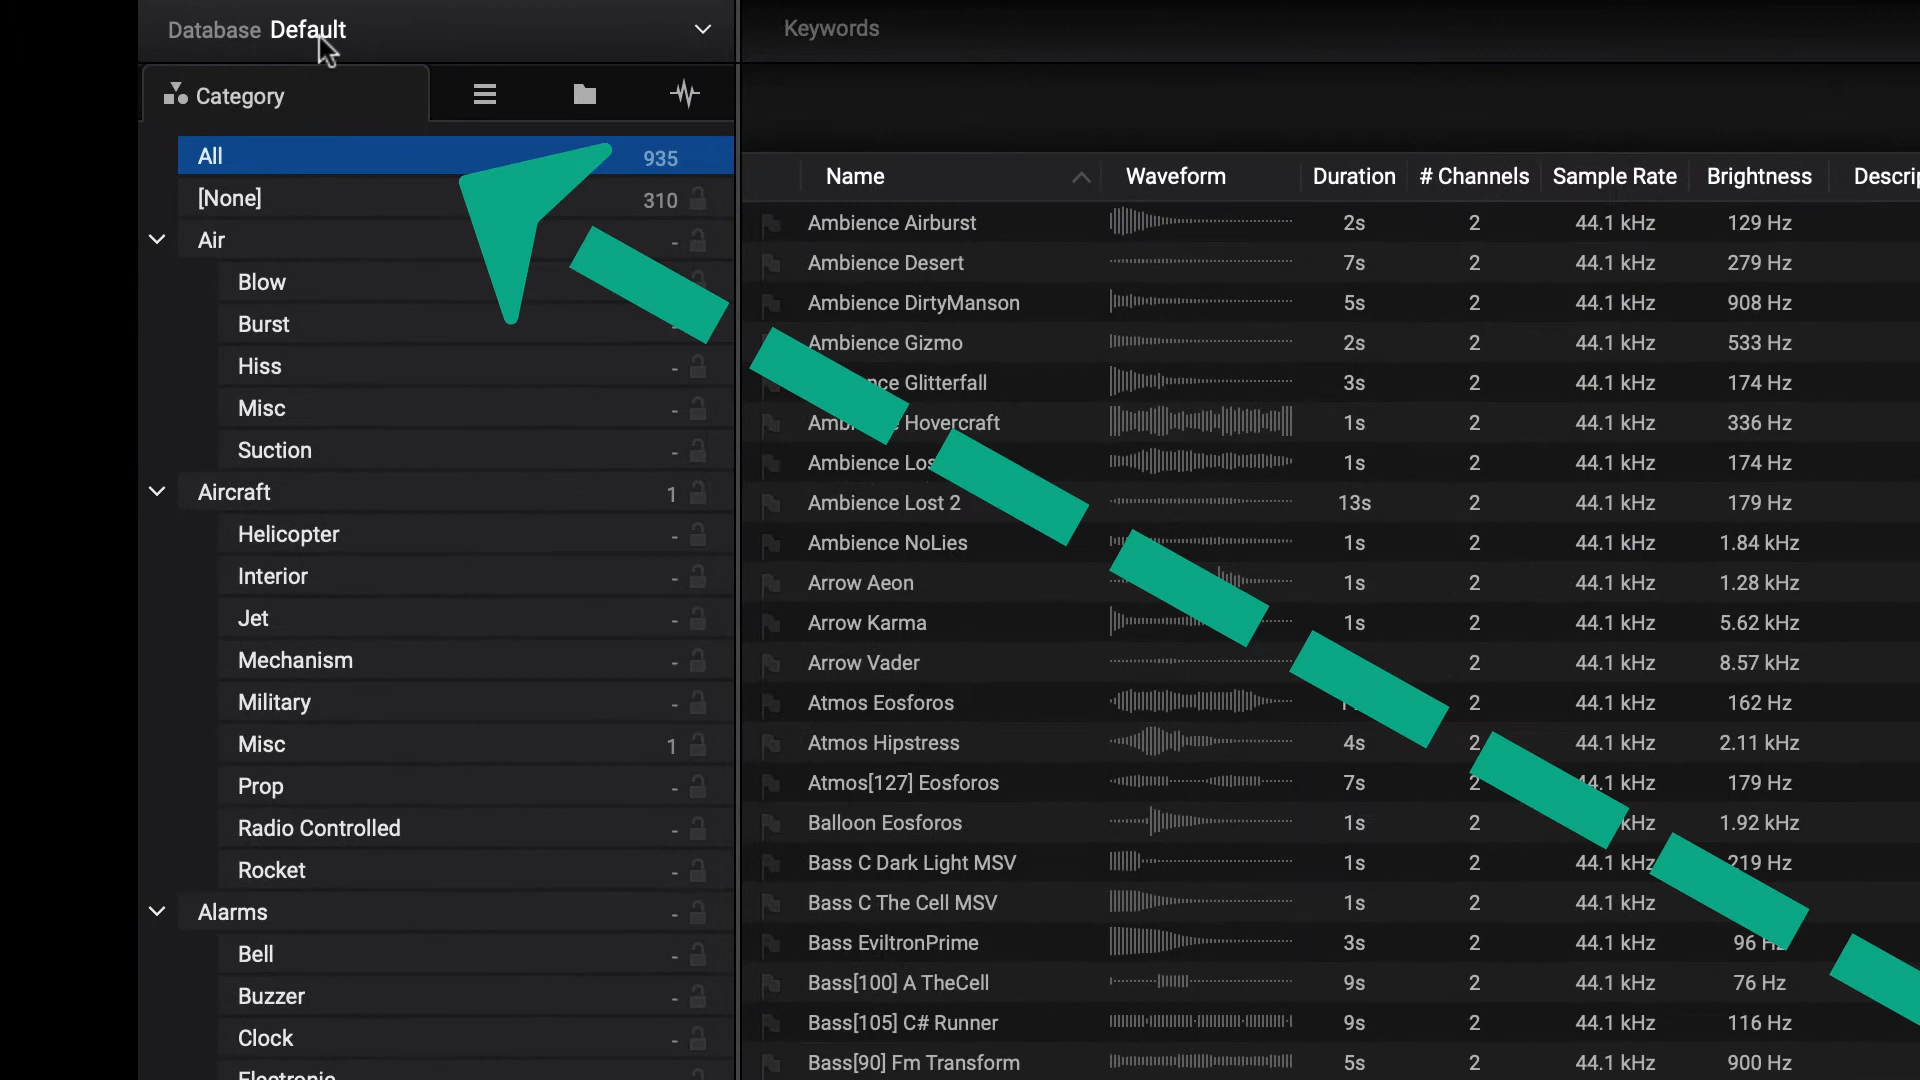 Database Default
Keywords
Category
All 935
[None] 310
Air -
Blow
Burst -
Hiss -
Misc -
Suction -
Aircraft 1
Helicopter -
Interior -
Jet -
Mechanism -
Military -
Misc 1
Prop -
Radio Controlled -
Rocket -
Alarms -
Bell -
Buzzer -
Clock -
Electronic
Name Waveform Duration # Channels Sample Rate Brightness
Ambience Airburst 2s 2 44.1 kHz 129 Hz
Ambience Desert 7s 2 44.1 kHz 279 Hz
Ambience DirtyManson 5s 2 44.1 kHz 908 Hz
Ambience Gizmo 2s 2 44.1 kHz 533 Hz
Glitterfall 3s 2 44.1 kHz 174 Hz
Hovercraft 1s 2 44.1 kHz 336 Hz
Ambience 1s 2 44.1 kHz 174 Hz
Ambience Lost 2 13s 2 44.1 kHz 179 Hz
Ambience NoLies 1s 2 44.1 kHz 1.84 kHz
Arrow Aeon 1s 2 44.1 kHz 1.28 kHz
Arrow Karma 1s 2 44.1 kHz 5.62 kHz
Arrow Vader 2 44.1 kHz 8.57 kHz
Atmos Eosforos 2 44.1 kHz 162 Hz
Atmos Hipstress 4s 2 44.1 kHz 2.11 kHz
Atmos[127] Eosforos 7s 2 44.1 kHz 179 Hz
Balloon Eosforos 1s 2 kHz 1.92 kHz
Bass C Dark Light MSV 1s 2 44.1 kHz 219 Hz
Bass C The Cell MSV 1s 2 44.1 kHz
Bass EviltronPrime 3s 2 44.1 kHz 96 Hz
Bass[100] A TheCell 9s 2 44.1 kHz 76 Hz
Bass[105] C# Runner 9s 2 44.1 kHz 116 Hz
Bass[90] Fm Transform 5s 2 44.1 kHz 900 Hz